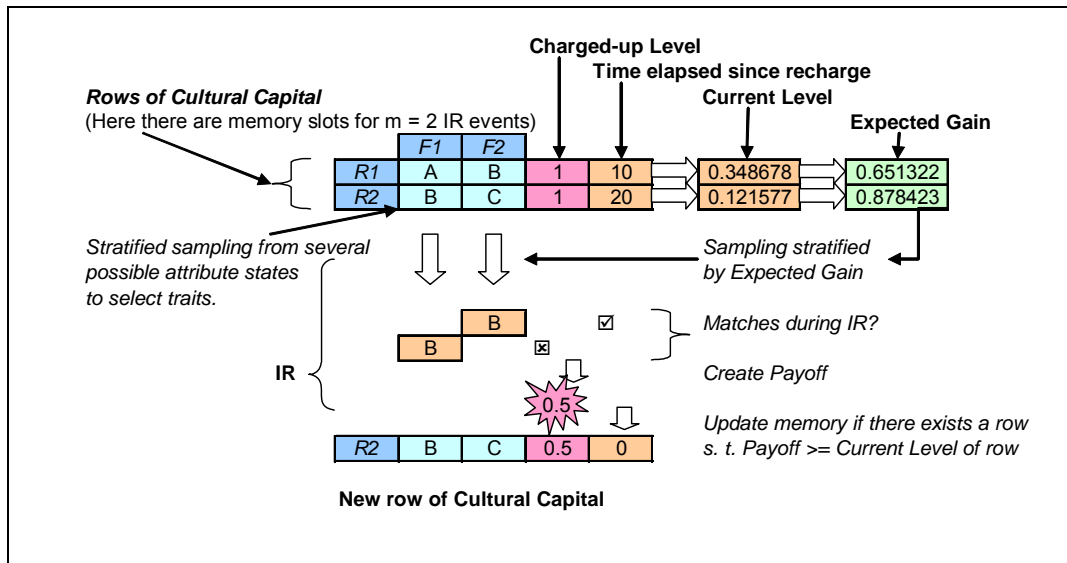 Charged-up Level
Time elapsed since recharge
Rows of Cultural Capital
Current Level
(Here there are memory slots for m = 2 IR events)
Expected Gain
F1 F2
R1 A B 1 10 0.348678 0.651322
R2 B C 1 20 0.121577 0.878423
Stratified sampling from several
possible attribute states
to select traits.
Sampling stratified
by Expected Gain
B
Matches during IR?
B
IR
Create Payoff
0.5
Update memory if there exists a row
s. t. Payoff >= Current Level of row
R2 B C 0.5 0
New row of Cultural Capital